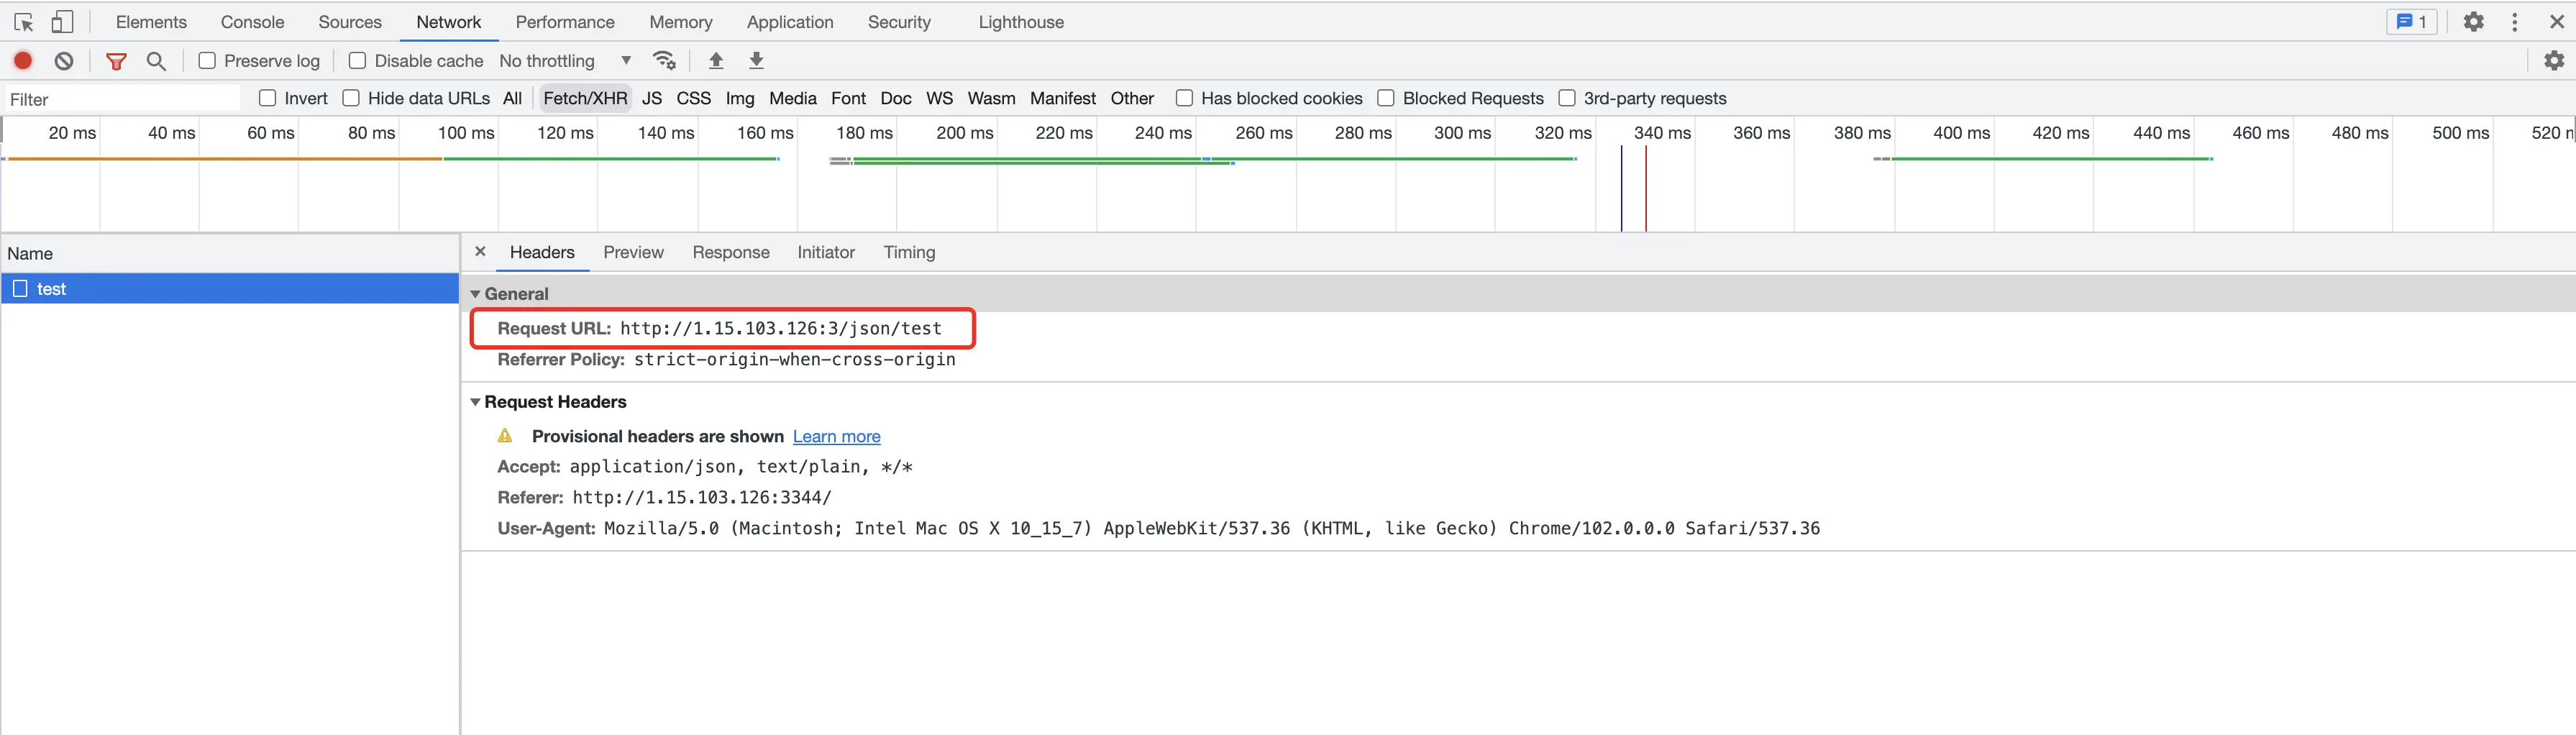 Elements Console Sources Network Performance Memory Application Security Lighthouse 1
Preserve log Disable cache No throttling
Filter Invert Hide data URLs All Fetch/XHR JS CSS Img Media Font Doc WS Wasm Manifest Other Has blocked cookies Blocked Requests 3rd-party requests
20 ms 40 ms 60 ms 80 ms 100 ms 120 ms 140 ms 160 ms 180 ms 200 ms 220 ms 240 ms 260 ms 280 ms 300 ms 320 ms 340 ms 360 ms 380 ms 400 ms 420 ms 440 ms 460 ms 480 ms 500 ms 520 n
Name
test
Headers Preview Response Initiator Timing
General
Request URL: http://1.15.103.126:3/json/test
Referrer Policy: strict-origin-when-cross-origin
Request Headers
Provisional headers are shown Learn more
Accept: application/json, text/plain, */*
Referer: http://1.15.103.126:3344/
User-Agent: Mozilla/5.0 (Macintosh; Intel Mac OS X 10_15_7) AppleWebKit/537.36 (KHTML, like Gecko) Chrome/102.0.0.0 Safari/537.36